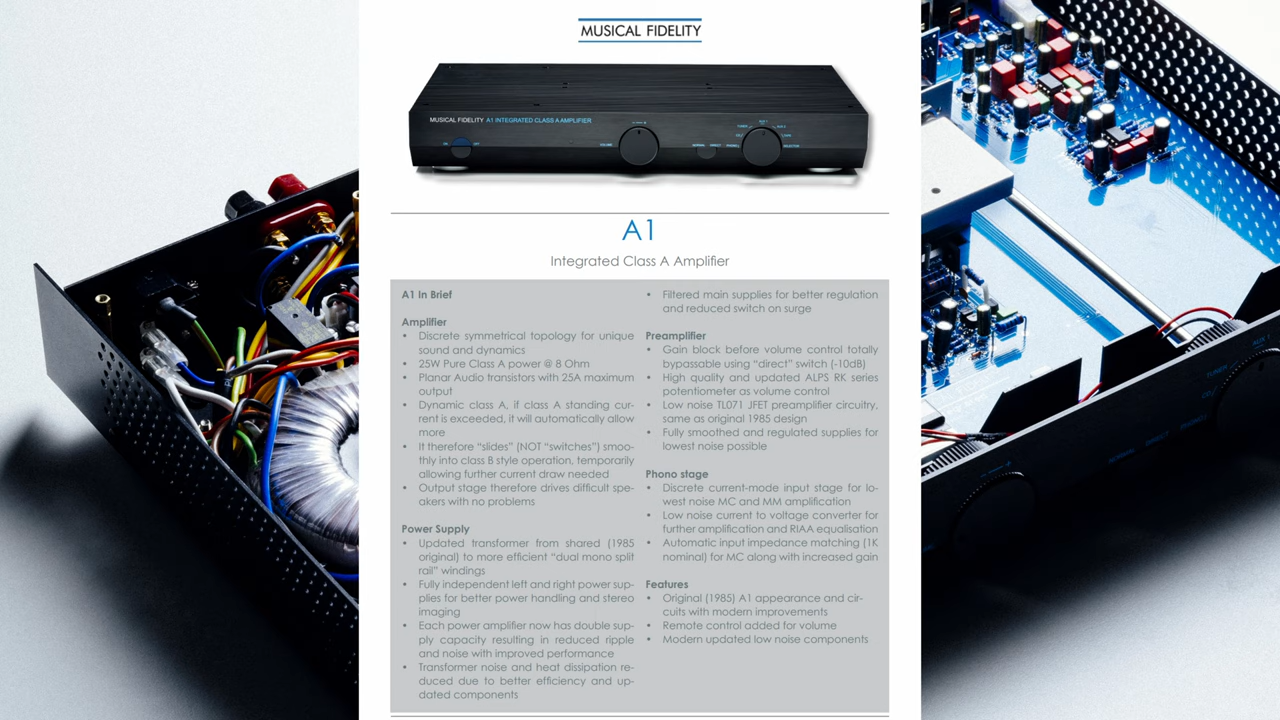 MUSICAL FIDELITY
MUSICAL FIDELITY A1 INTEGRATED CLASS A AMPLIFIER
ON
OFF
VOLUME
NORMAL
DIRECT
PHONO
CD
TUNER
AUX 1
AUX 2
SELECTOR
A1
Integrated Class A Amplifier
A1 In Brief
Amplifier
• Discrete symmetrical topology for unique
sound and dynamics
• 25W Pure Class A power @ 8 Ohm
• Planar Audio transistors with 25A maximum
output
• Dynamic class A, if class A standing cur-
rent is exceeded, it will automatically allow
more
• It therefore “slides” (NOT “switches”) smoo-
thly into class B style operation, temporarily
allowing further current draw needed
• Output stage therefore drives difficult spe-
akers with no problems
Power Supply
• Updated transformer from shared (1985
original) to more efficient “dual mono split
rail” windings
• Fully independent left and right power sup-
plies for better power handling and stereo
imaging
• Each power amplifier now has double sup-
ply capacity resulting in reduced ripple
and noise with improved performance
• Transformer noise and heat dissipation re-
duced due to better efficiency and up-
dated components
• Filtered main supplies for better regulation
and reduced switch on surge
Preamplifier
• Gain block before volume control totally
bypassable using “direct” switch (-10dB)
• High quality and updated ALPS RK series
potentiometer as volume control
• Low noise TL071 JFET preamplifier circuitry,
same as original 1985 design
• Fully smoothed and regulated supplies for
lowest noise possible
Phono stage
• Discrete current-mode input stage for lo-
west noise MC and MM amplification
• Low noise current to voltage converter for
further amplification and RIAA equalisation
• Automatic input impedance matching (1K
nominal) for MC along with increased gain
Features
• Original (1985) A1 appearance and cir-
cuits with modern improvements
• Remote control added for volume
• Modern updated low noise components